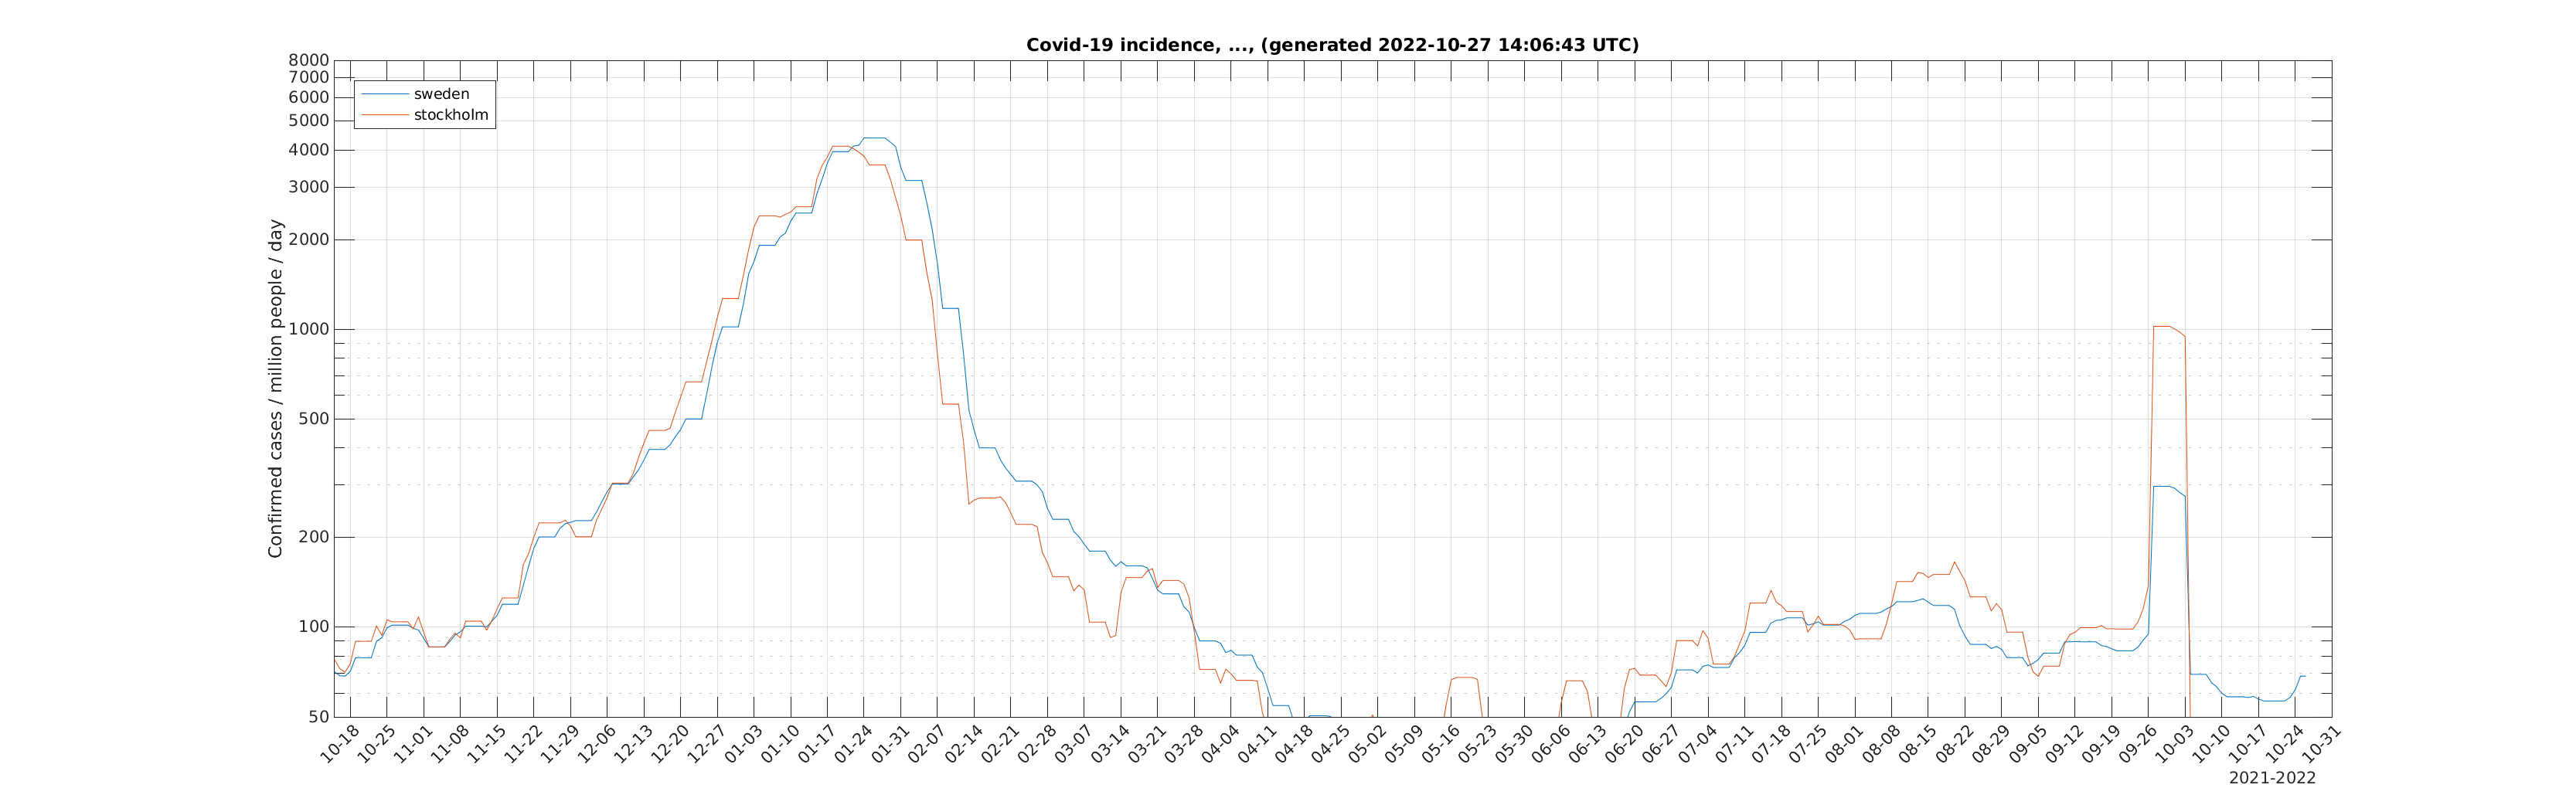 Covid-19 incidence, ..., (generated 2022-10-27 14:06:43 UTC)
8000
7000
6000
5000
4000
3000
2000
1000
500
200
100
50
sweden
stockholm
Confirmed cases / million people / day
10-18 10-25 11-01 11-08 11-15 11-22 11-29 12-06 12-13 12-20 12-27 01-03 01-10 01-17 01-24 01-31 02-07 02-14 02-21 02-28 03-07 03-14 03-21 03-28 04-04 04-11 04-18 04-25 05-02 05-09 05-16 05-23 05-30 06-06 06-13 06-20 06-27 07-04 07-11 07-18 07-25 08-01 08-08 08-15 08-22 08-29 09-05 09-12 09-19 09-26 10-03 10-10 10-17 10-24 10-31
2021-2022